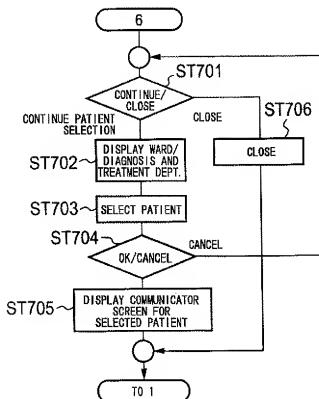 6
ST701
CONTINUE/
CLOSE
CONTINUE PATIENT
SELECTION
CLOSE
ST706
CLOSE
ST702
DISPLAY WARD/
DIAGNOSIS AND
TREATMENT DEPT.
ST703
SELECT PATIENT
ST704
OK/CANCEL
CANCEL
ST705
DISPLAY COMMUNICATOR
SCREEN FOR
SELECTED PATIENT
TO 1